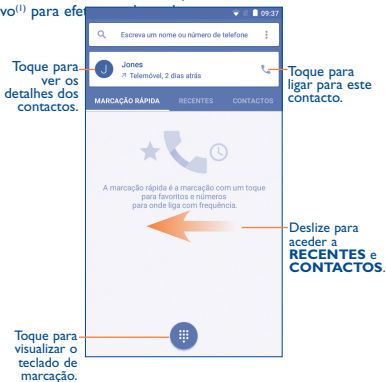 vo(1) para
09:37
Escreva um nome ou número de telefone
Toque para
ver os
detalhes dos
contactos.
J
Jones
Telemóvel, 2 dias atrás
Toque para
ligar para este
contacto.
MARCAÇÃO RÁPIDA RECENTES CONTACTOS
A marcação rápida é a marcação com um toque
para favoritos e números
para onde liga com frequência.
Deslize para
aceder a
RECENTES e
CONTACTOS.
Toque para
visualizar o
teclado de
marcação.